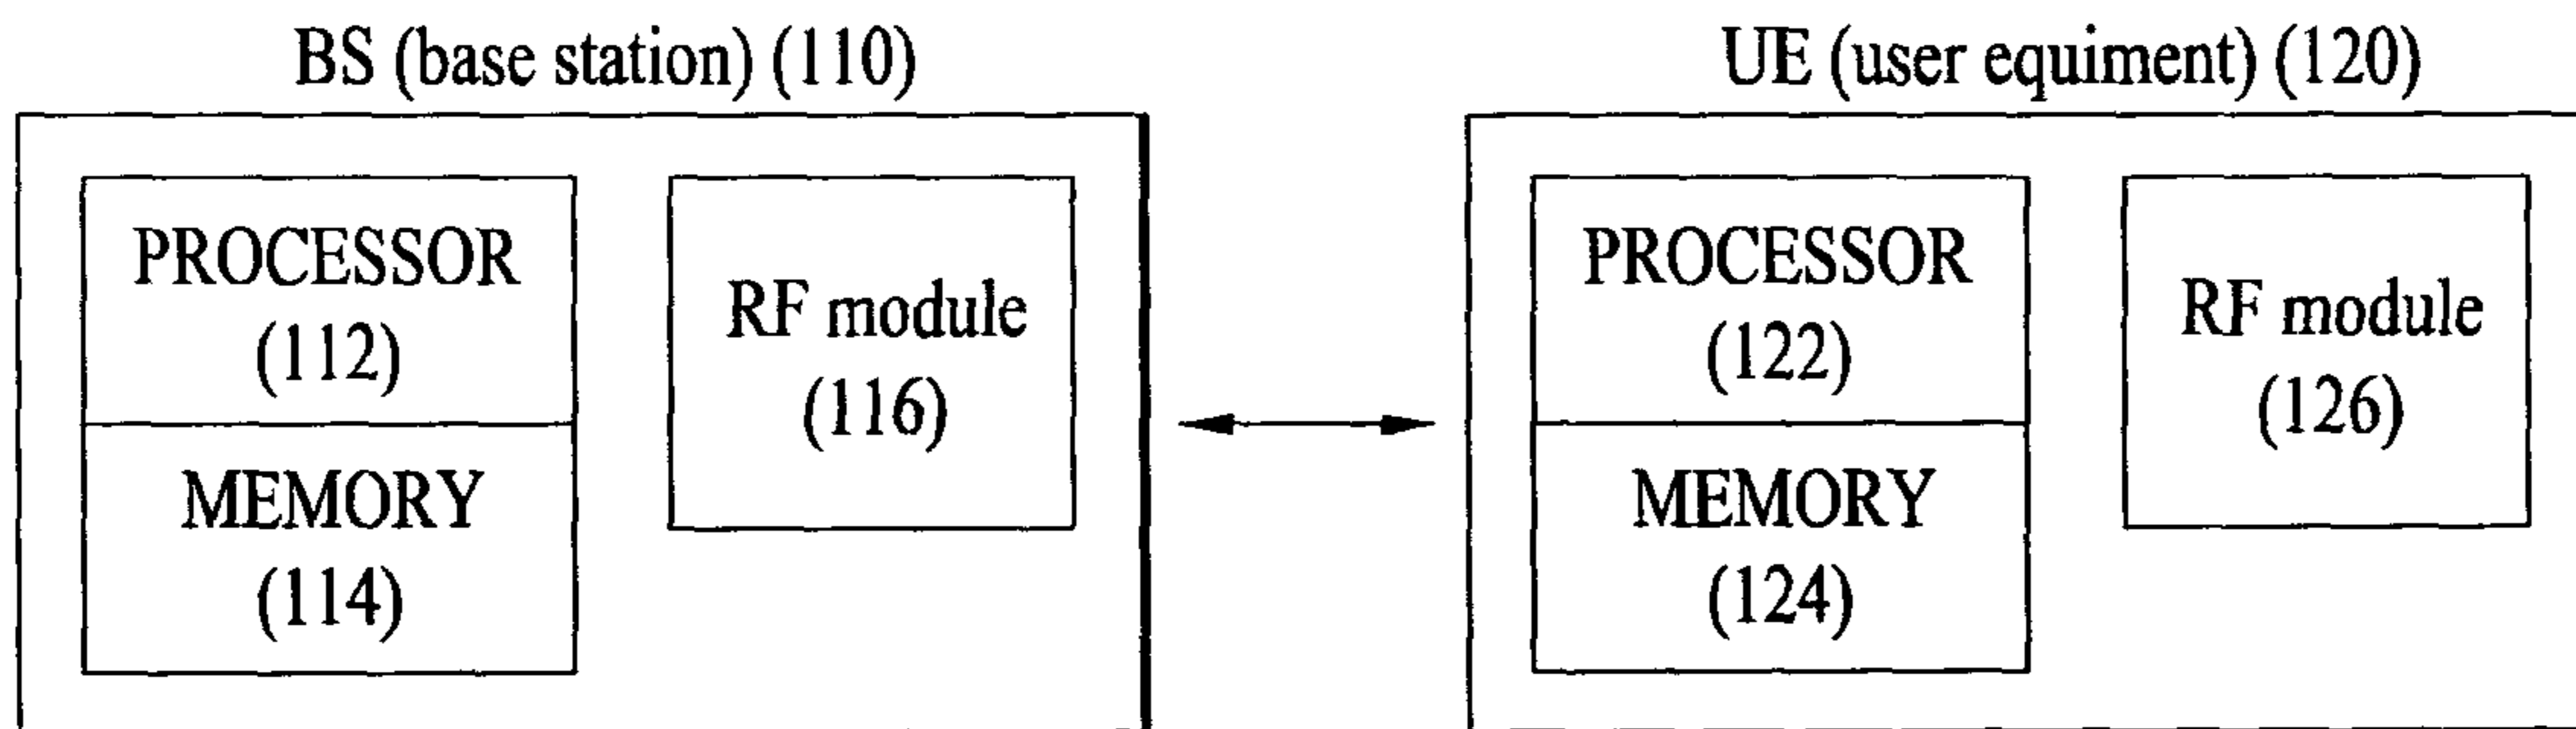 BS (base station) (110)
PROCESSOR
(112)
MEMORY
(114)
RF module
(116)
UE (user equiment) (120)
PROCESSOR
(122)
MEMORY
(124)
RF module
(126)